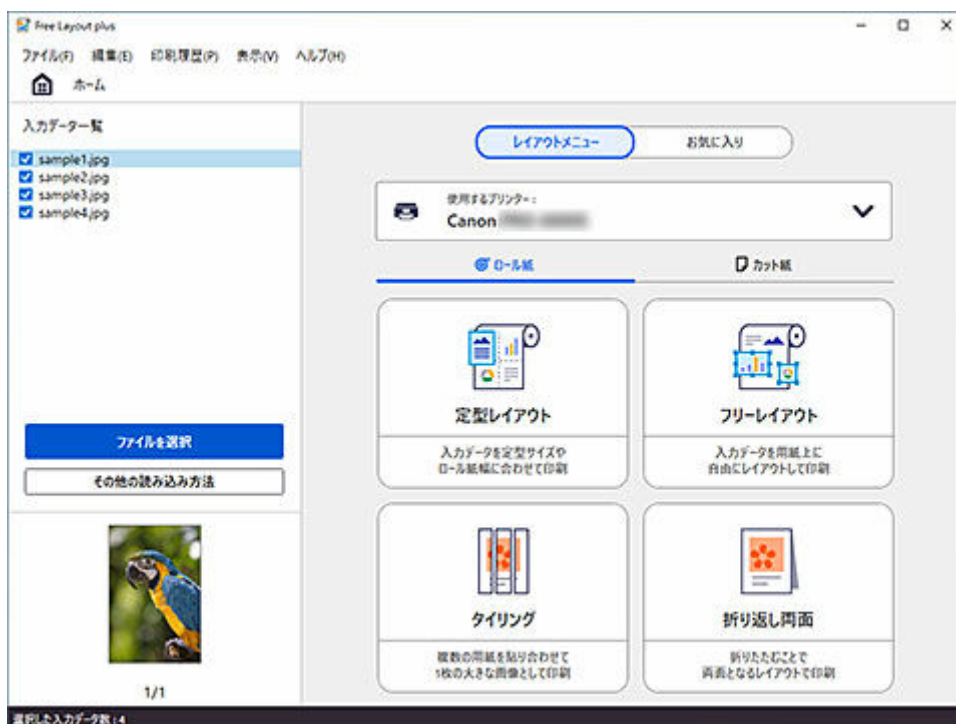 Free Layout plus
ファイル(F) 編集(E) 印刷履歴(P) 表示(V) ヘルプ(H)
ホーム
入力データ一覧
sample1.jpg
sample2.jpg
sample3.jpg
sample4.jpg
ファイルを選択
その他の読み込み方法
1/1
レイアウトメニュー
お気に入り
使用するプリンター:
Canon
ロール紙
カット紙
定型レイアウト
入力データを定型サイズや
ロール紙幅に合わせて印刷
フリーレイアウト
入力データを用紙上に
自由にレイアウトして印刷
タイリング
複数の用紙を貼り合わせて
1枚の大きな画像として印刷
折り返し両面
折りたたむことで
両面となるレイアウトで印刷
選択した入力データ数:4